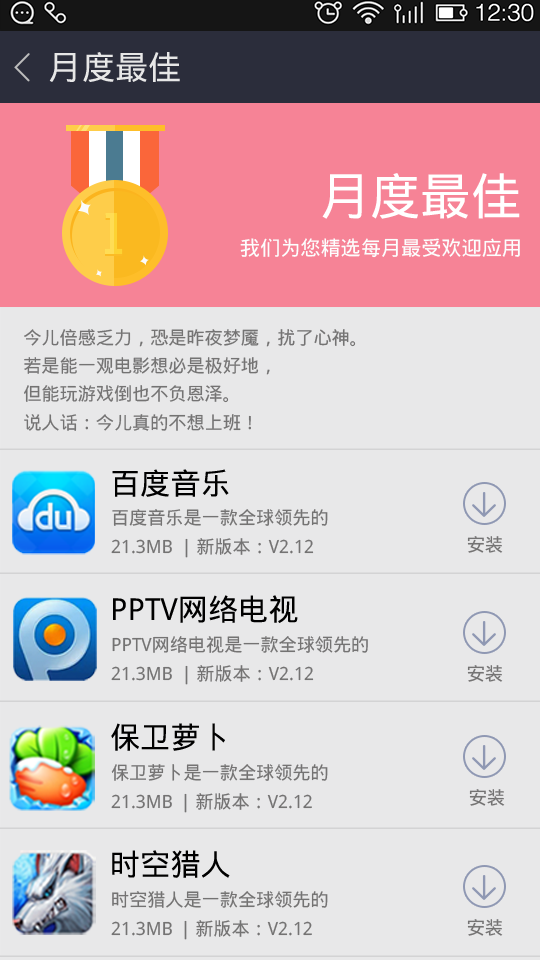 12:30
月度最佳
1
月度最佳
我们为您精选每月最受欢迎应用
今儿倍感乏力，恐是昨夜梦魇，扰了心神。
若是能一观电影想必是极好地，
但能玩游戏倒也不负恩泽。
说人话：今儿真的不想上班！
du
百度音乐
百度音乐是一款全球领先的
21.3MB | 新版本：V2.12
安装
PPTV网络电视
PPTV网络电视是一款全球领先的
21.3MB | 新版本：V2.12
安装
保卫萝卜
保卫萝卜是一款全球领先的
21.3MB | 新版本：V2.12
安装
时空猎人
时空猎人是一款全球领先的
21.3MB | 新版本：V2.12
安装